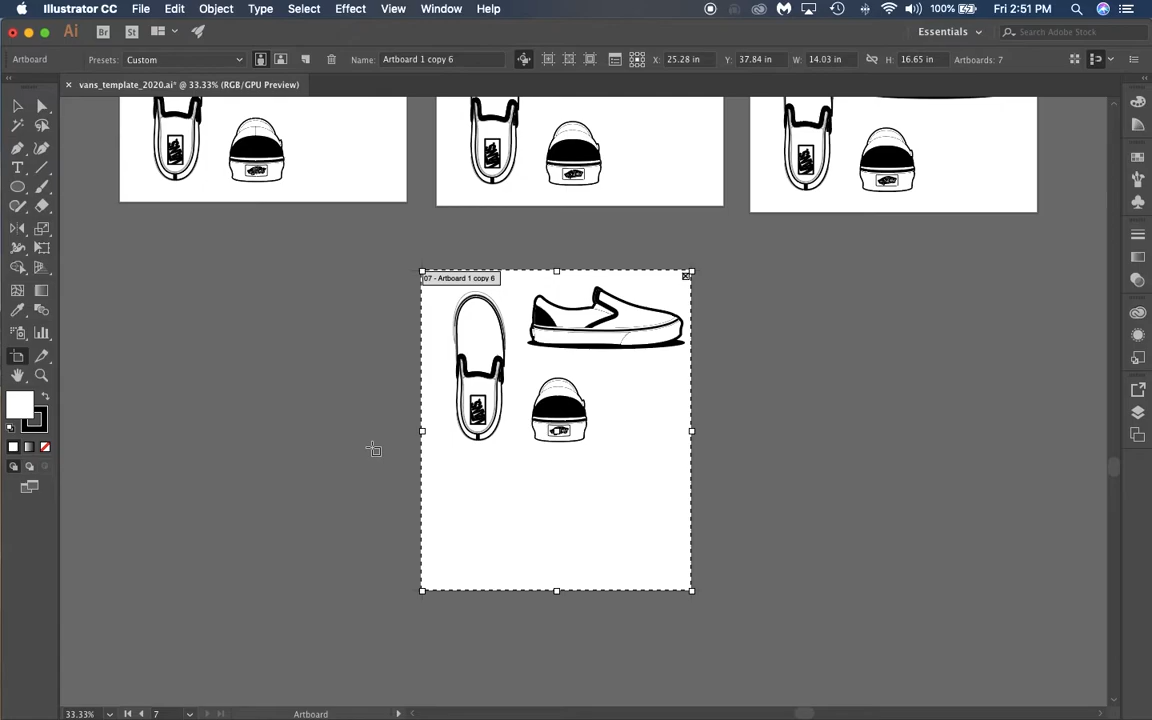 Illustrator CC File Edit Object Type Select Effect View Window Help 100% Fri 2:51 PM
Ai Br St Essentials Search Adobe Stock
Artboard Presets: Custom Name: Artboard 1 copy 6 X: 25.28 in Y: 37.84 in W: 14.03 in H: 16.65 in Artboards: 7
× vans_template_2020.ai* @ 33.33% (RGB/GPU Preview)
07 - Artboard 1 copy 6
33.33% 7 Artboard